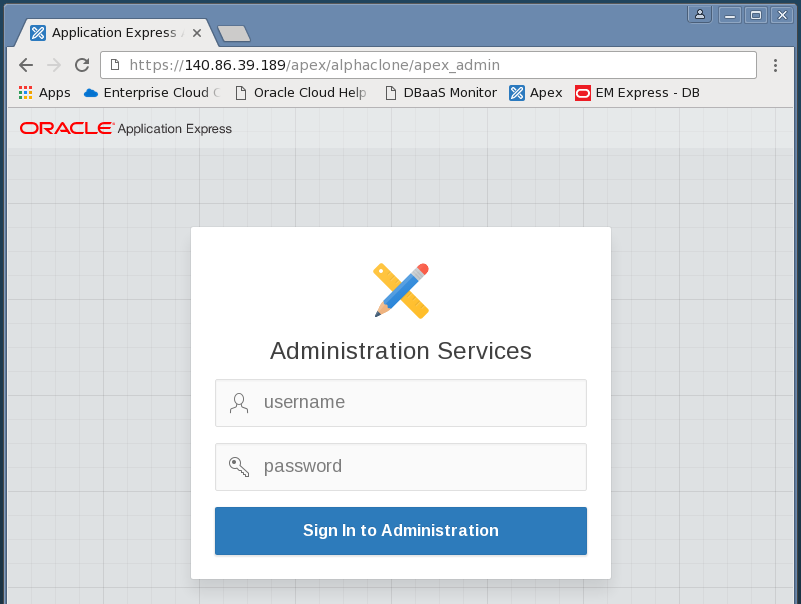 Application Express
https://140.86.39.189/apex/alphaclone/apex_admin
Apps Enterprise Cloud Oracle Cloud Help DBaaS Monitor Apex EM Express - DB
ORACLE Application Express
Administration Services
username
password
Sign In to Administration